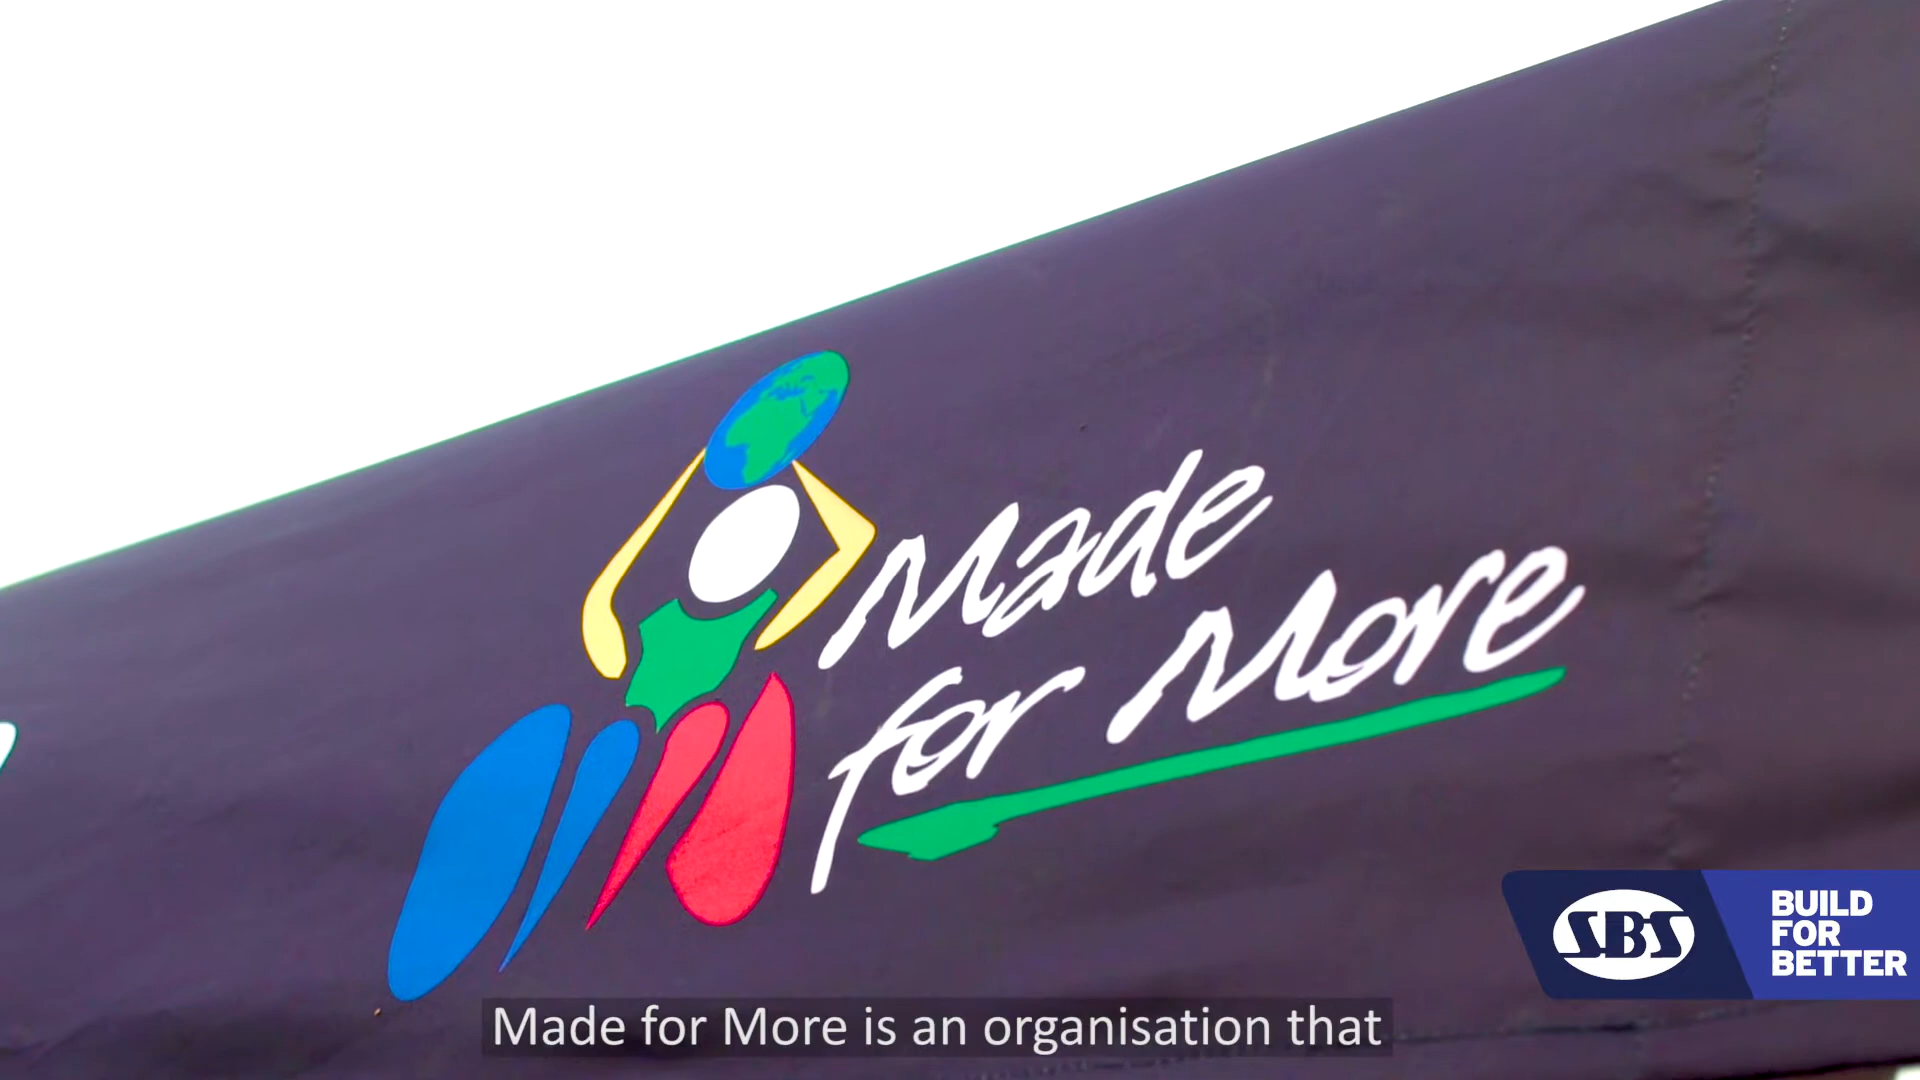 Made
for More
SBS
BUILD
FOR
BETTER
Made for More is an organisation that